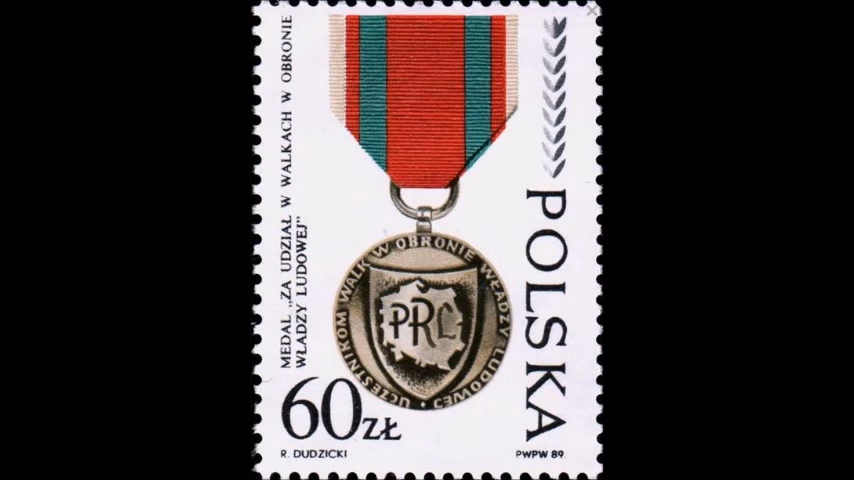 MEDAL „ZA UDZIAŁ W WALKACH W OBRONIE
WŁADZY LUDOWEJ”
POLSKA
UCZESTNIKOM WALK W OBRONIE WŁADZY LUDOWEJ
PRL
60 ZŁ
R. DUDZICKI
PWPW 89.